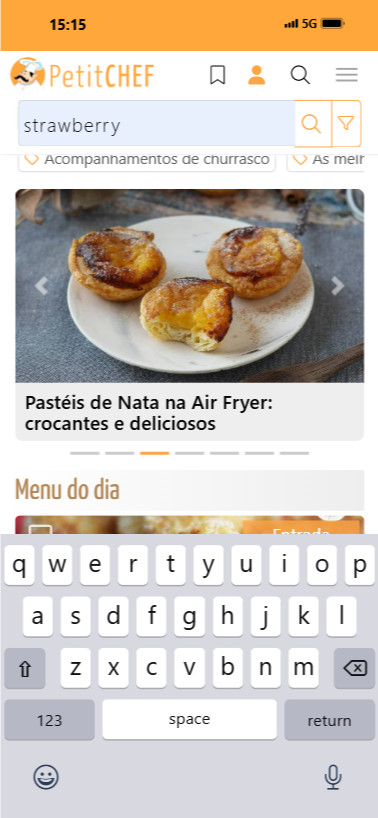 15:15
5G
PetitCHEF
strawberry
Acompanhamentos de churrasco
As melh
Pastéis de Nata na Air Fryer:
crocantes e deliciosos
Menu do dia
Entrada
q w e r t y u i o p
a s d f g h j k l
z x c v b n m
123 space return